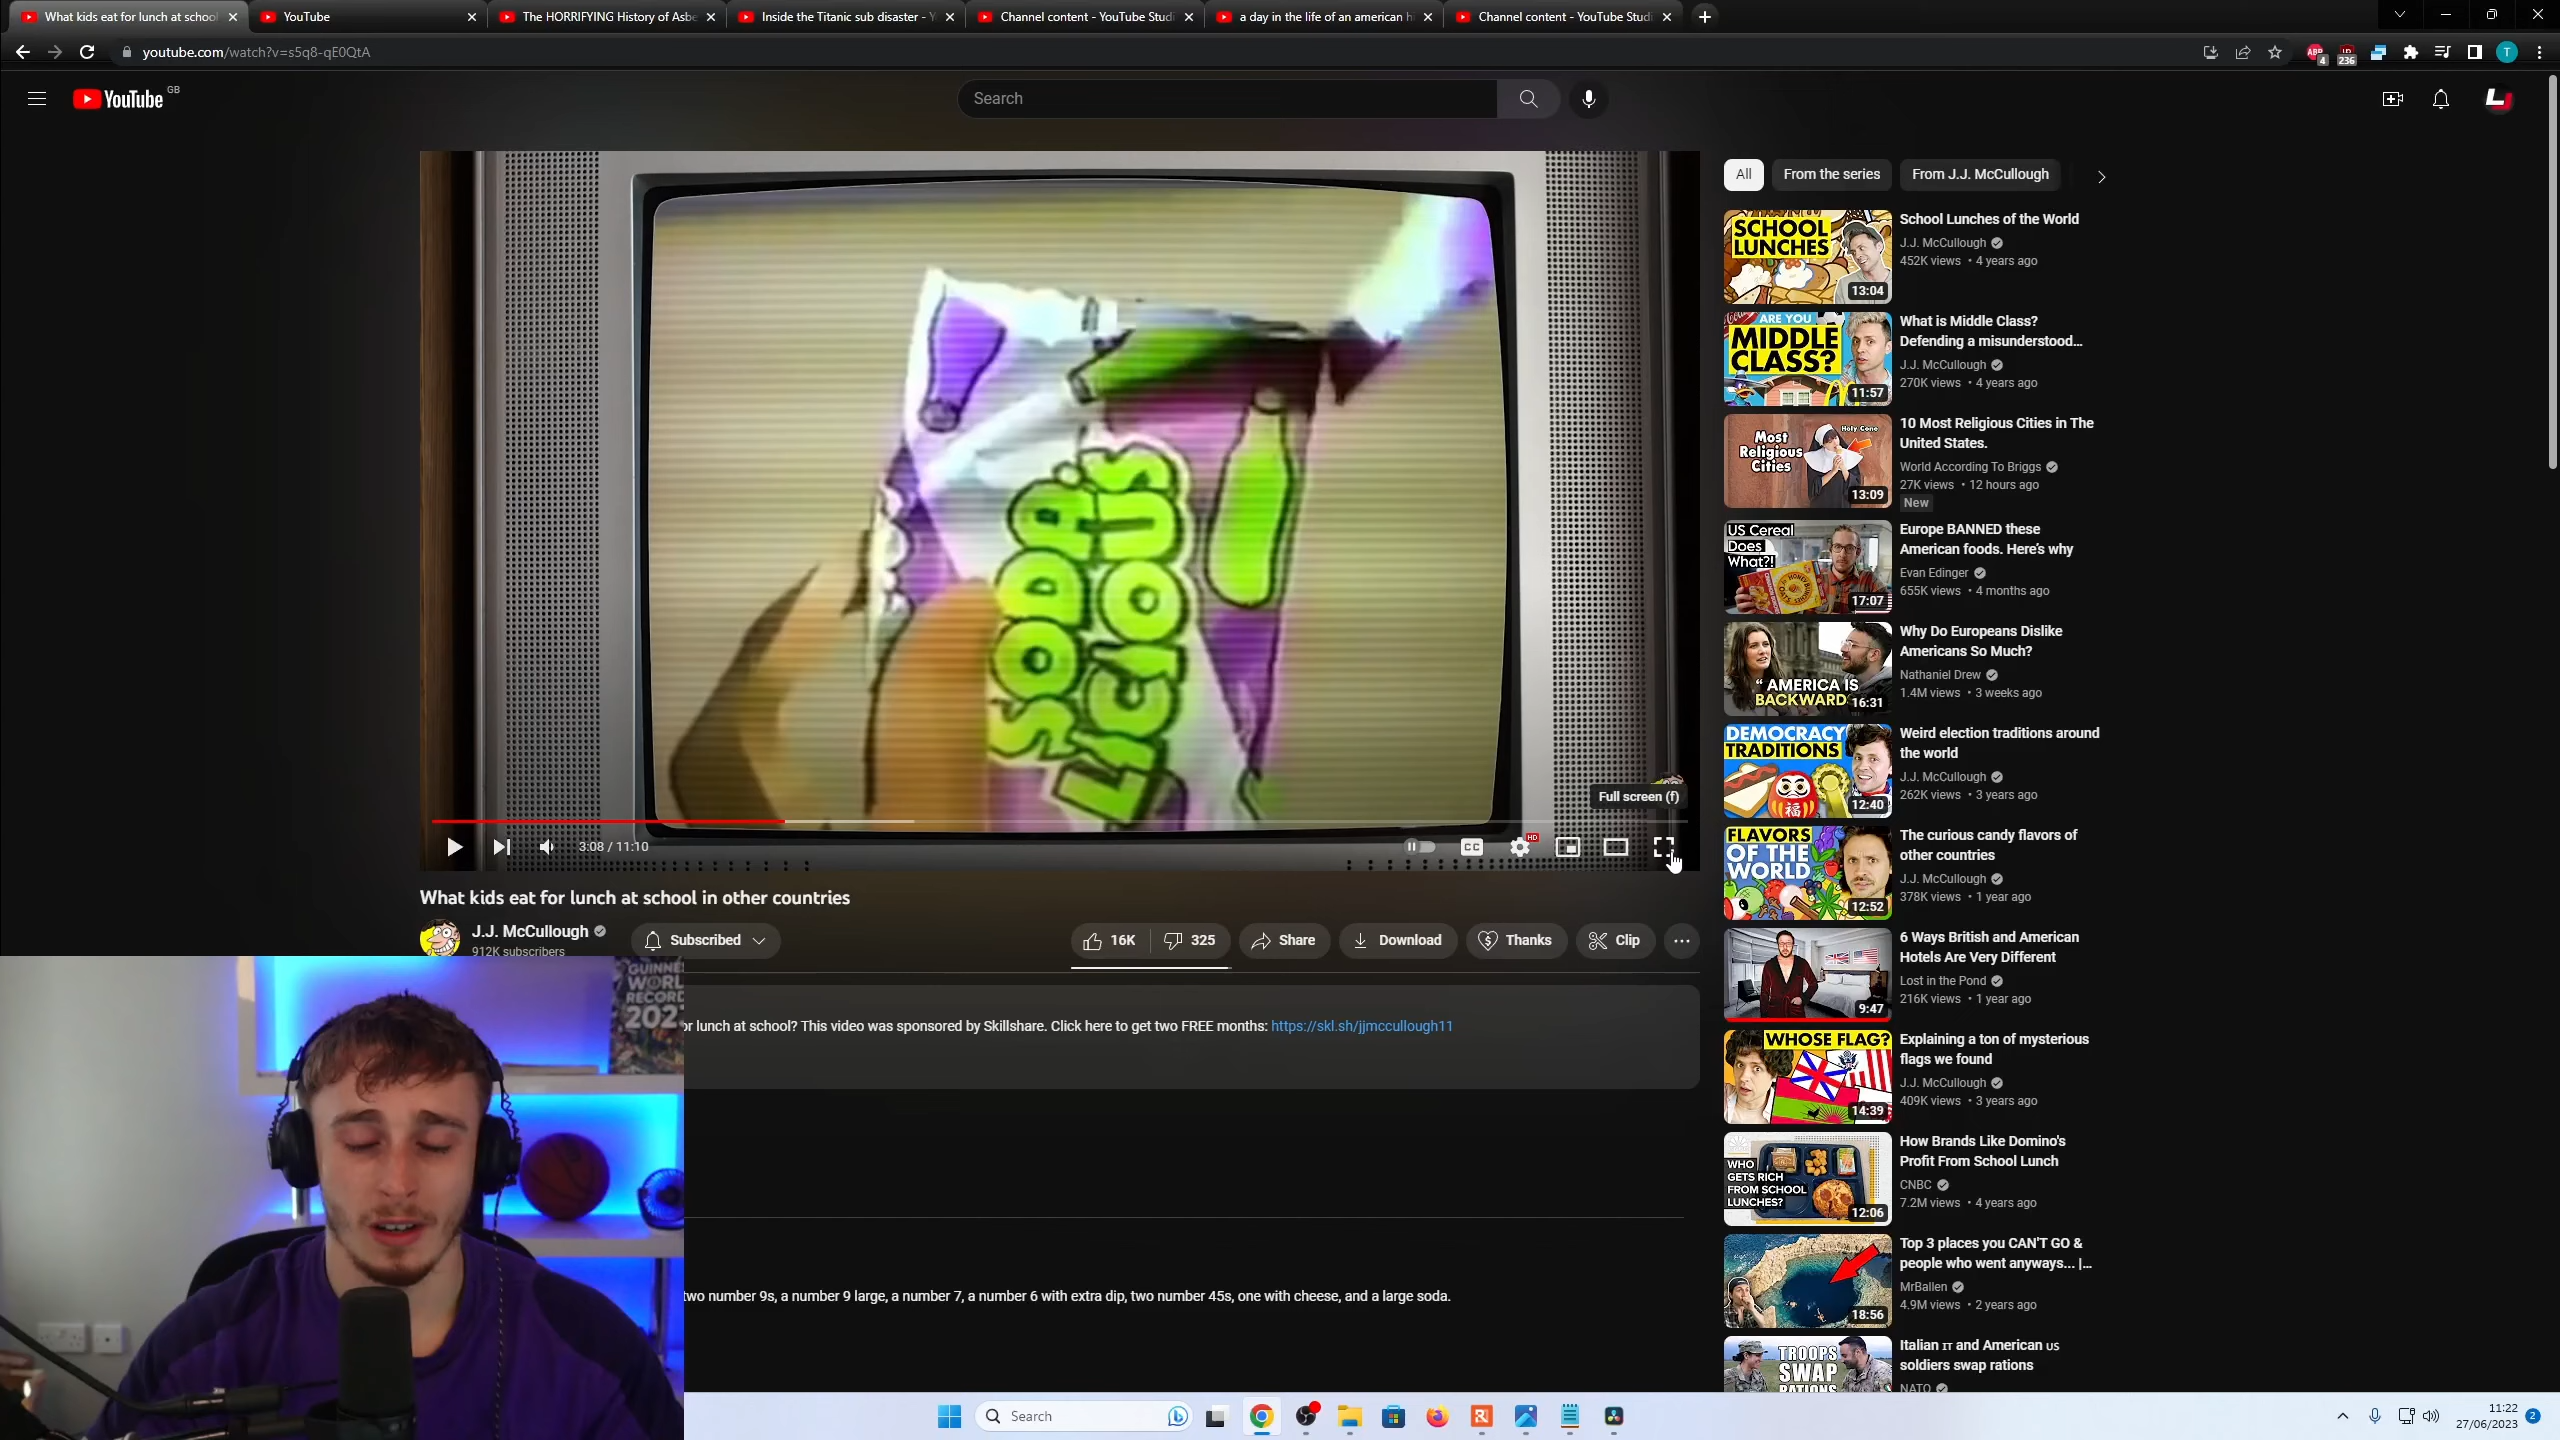 What kids eat for lunch at school
YouTube
The HORRIFYING History of Asbe
Inside the Titanic sub disaster - Y
Channel content - YouTube Studi
a day in the life of an american h
Channel content - YouTube Studi
youtube.com/watch?v=s5q8-qE0QtA
ABP
4
236
T
YouTube
GB
Search
All
From the series
From J.J. McCullough
SODA-LICIOUS
Full screen (f)
3:08 / 11:10
CC
HD
What kids eat for lunch at school in other countries
J.J. McCullough
912K subscribers
Subscribed
16K
325
Share
Download
Thanks
Clip
or lunch at school? This video was sponsored by Skillshare. Click here to get two FREE months: https://skl.sh/jjmccullough11
two number 9s, a number 9 large, a number 7, a number 6 with extra dip, two number 45s, one with cheese, and a large soda.
GUINNESS
WORLD
RECORD
202
SCHOOL
LUNCHES
13:04
School Lunches of the World
J.J. McCullough
452K views • 4 years ago
ARE YOU
MIDDLE
CLASS?
11:57
What is Middle Class?
Defending a misunderstood...
J.J. McCullough
270K views • 4 years ago
Most
Religious
Cities
Holy Cone
13:09
10 Most Religious Cities in The
United States.
World According To Briggs
27K views • 12 hours ago
New
US Cereal
Does
What?!
17:07
Europe BANNED these
American foods. Here's why
Evan Edinger
655K views • 4 months ago
" AMERICA IS
BACKWARD
16:31
Why Do Europeans Dislike
Americans So Much?
Nathaniel Drew
1.4M views • 3 weeks ago
DEMOCRACY
TRADITIONS
福
12:40
Weird election traditions around
the world
J.J. McCullough
262K views • 3 years ago
FLAVORS
OF THE
WORLD
12:52
The curious candy flavors of
other countries
J.J. McCullough
378K views • 1 year ago
9:47
6 Ways British and American
Hotels Are Very Different
Lost in the Pond
216K views • 1 year ago
WHOSE FLAG?
14:39
Explaining a ton of mysterious
flags we found
J.J. McCullough
409K views • 3 years ago
WHO
GETS RICH
FROM SCHOOL
LUNCHES?
12:06
How Brands Like Domino's
Profit From School Lunch
CNBC
7.2M views • 4 years ago
18:56
Top 3 places you CAN'T GO &
people who went anyways... |...
MrBallen
4.9M views • 2 years ago
TROOPS
SWAP
RATIONS
Italian IT and American US
soldiers swap rations
NATO
Search
11:22
27/06/2023
2